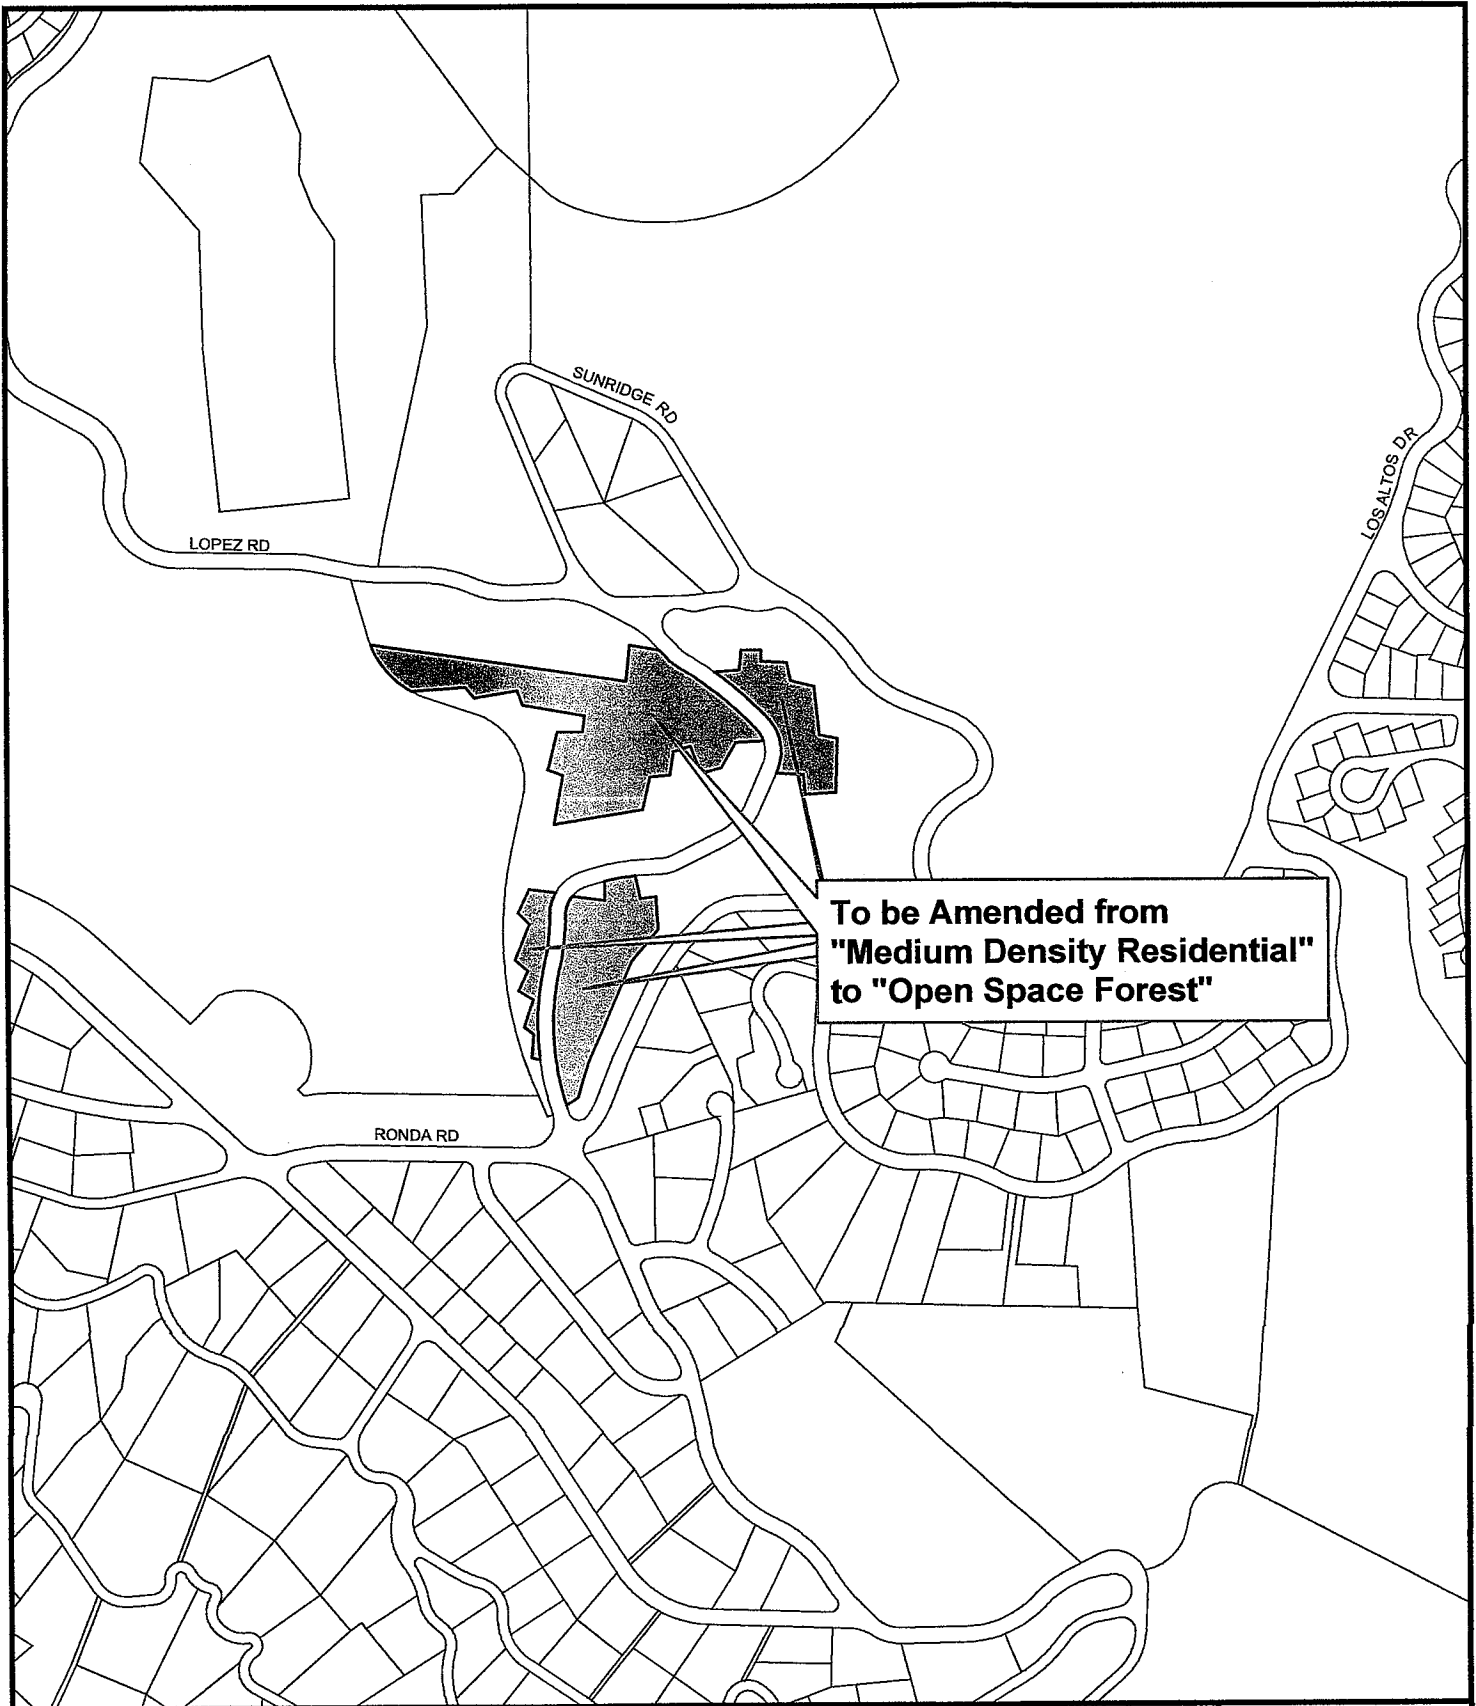 SUNRIDGE RD
LOS ALTOS DR
LOPEZ RD
To be Amended from
"Medium Density Residential"
to "Open Space Forest"
RONDA RD